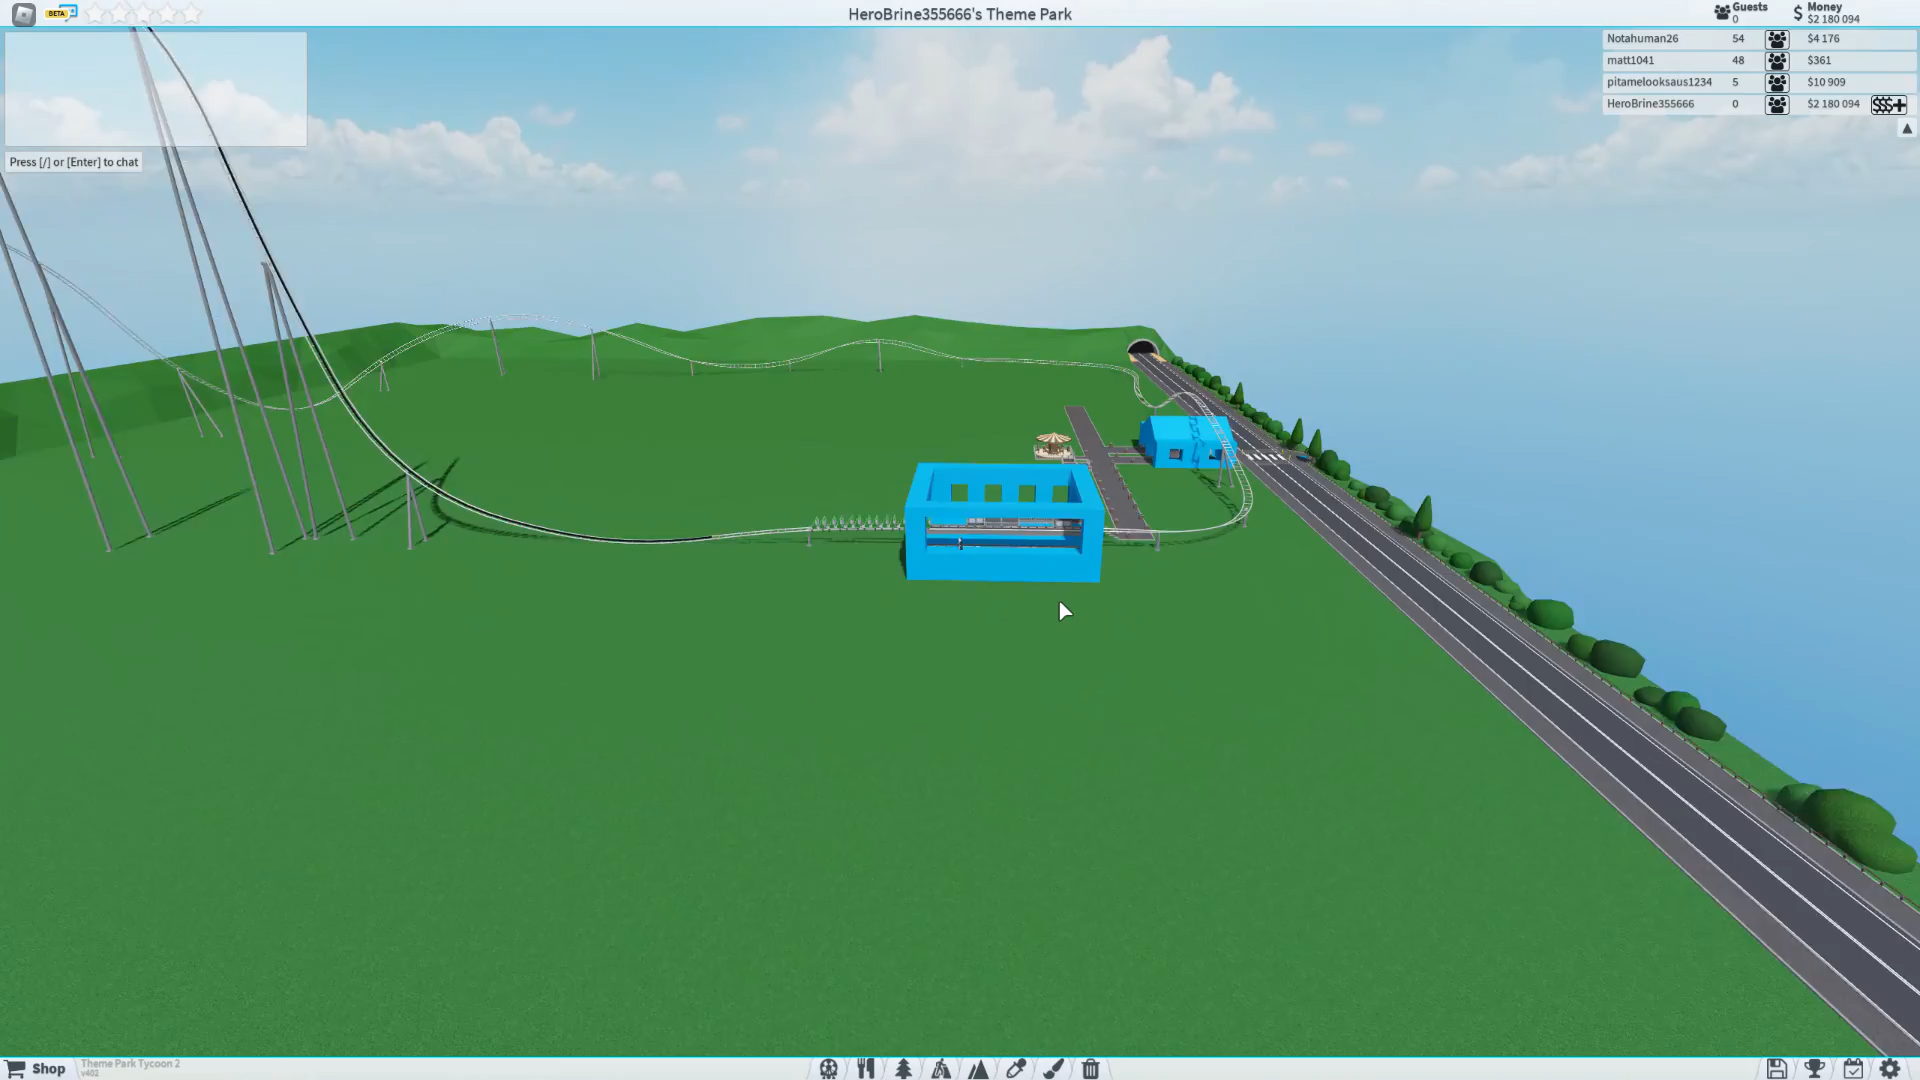 BETA
HeroBrine355666's Theme Park
Guests
0
Money
$2 180 094
Notahuman26 54 $4 176
matt1041 48 $361
pitamelooksaus1234 5 $10 909
HeroBrine355666 0 $2 180 094 $$$+
Press [/] or [Enter] to chat
Shop
Theme Park Tycoon 2
v402